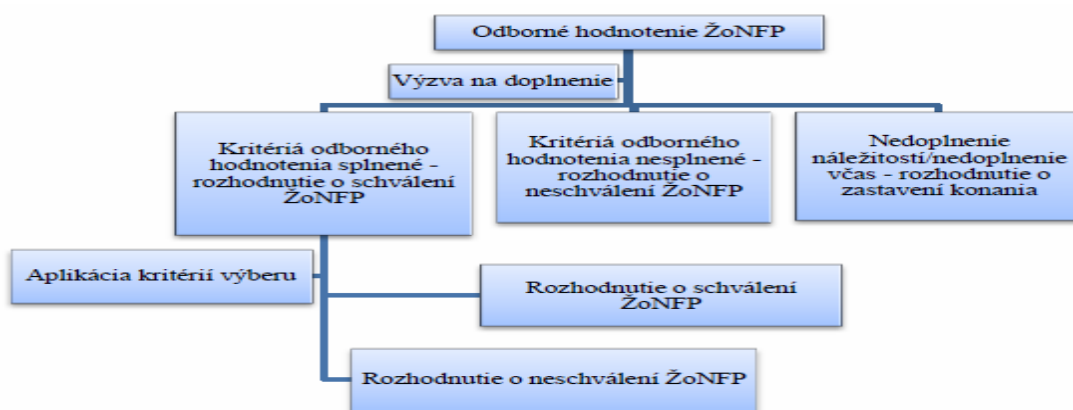 Odborné hodnotenie ŽoNFP
Výzva na doplnenie
Kritériá odborného
hodnotenia splnené -
rozhodnutie o schválení
ŽoNFP
Kritériá odborného
hodnotenia nesplnené -
rozhodnutie o
neschválení ŽoNFP
Nedoplnenie
náležitostí/nedoplnenie
včas - rozhodnutie o
zastavení konania
Aplikácia kritérií výberu
Rozhodnutie o schválení
ŽoNFP
Rozhodnutie o neschválení ŽoNFP